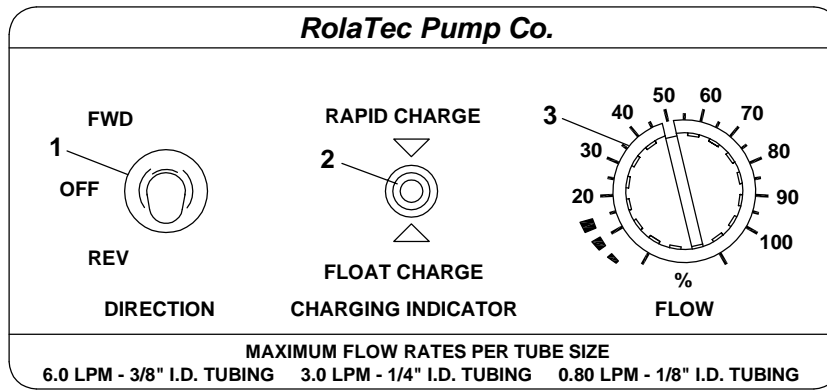 RolaTec Pump Co.
FWD
1
OFF
REV
DIRECTION
RAPID CHARGE
2
FLOAT CHARGE
CHARGING INDICATOR
3
20
30
40
50
60
70
80
90
100
%
FLOW
MAXIMUM FLOW RATES PER TUBE SIZE
6.0 LPM - 3/8" I.D. TUBING 3.0 LPM - 1/4" I.D. TUBING 0.80 LPM - 1/8" I.D. TUBING